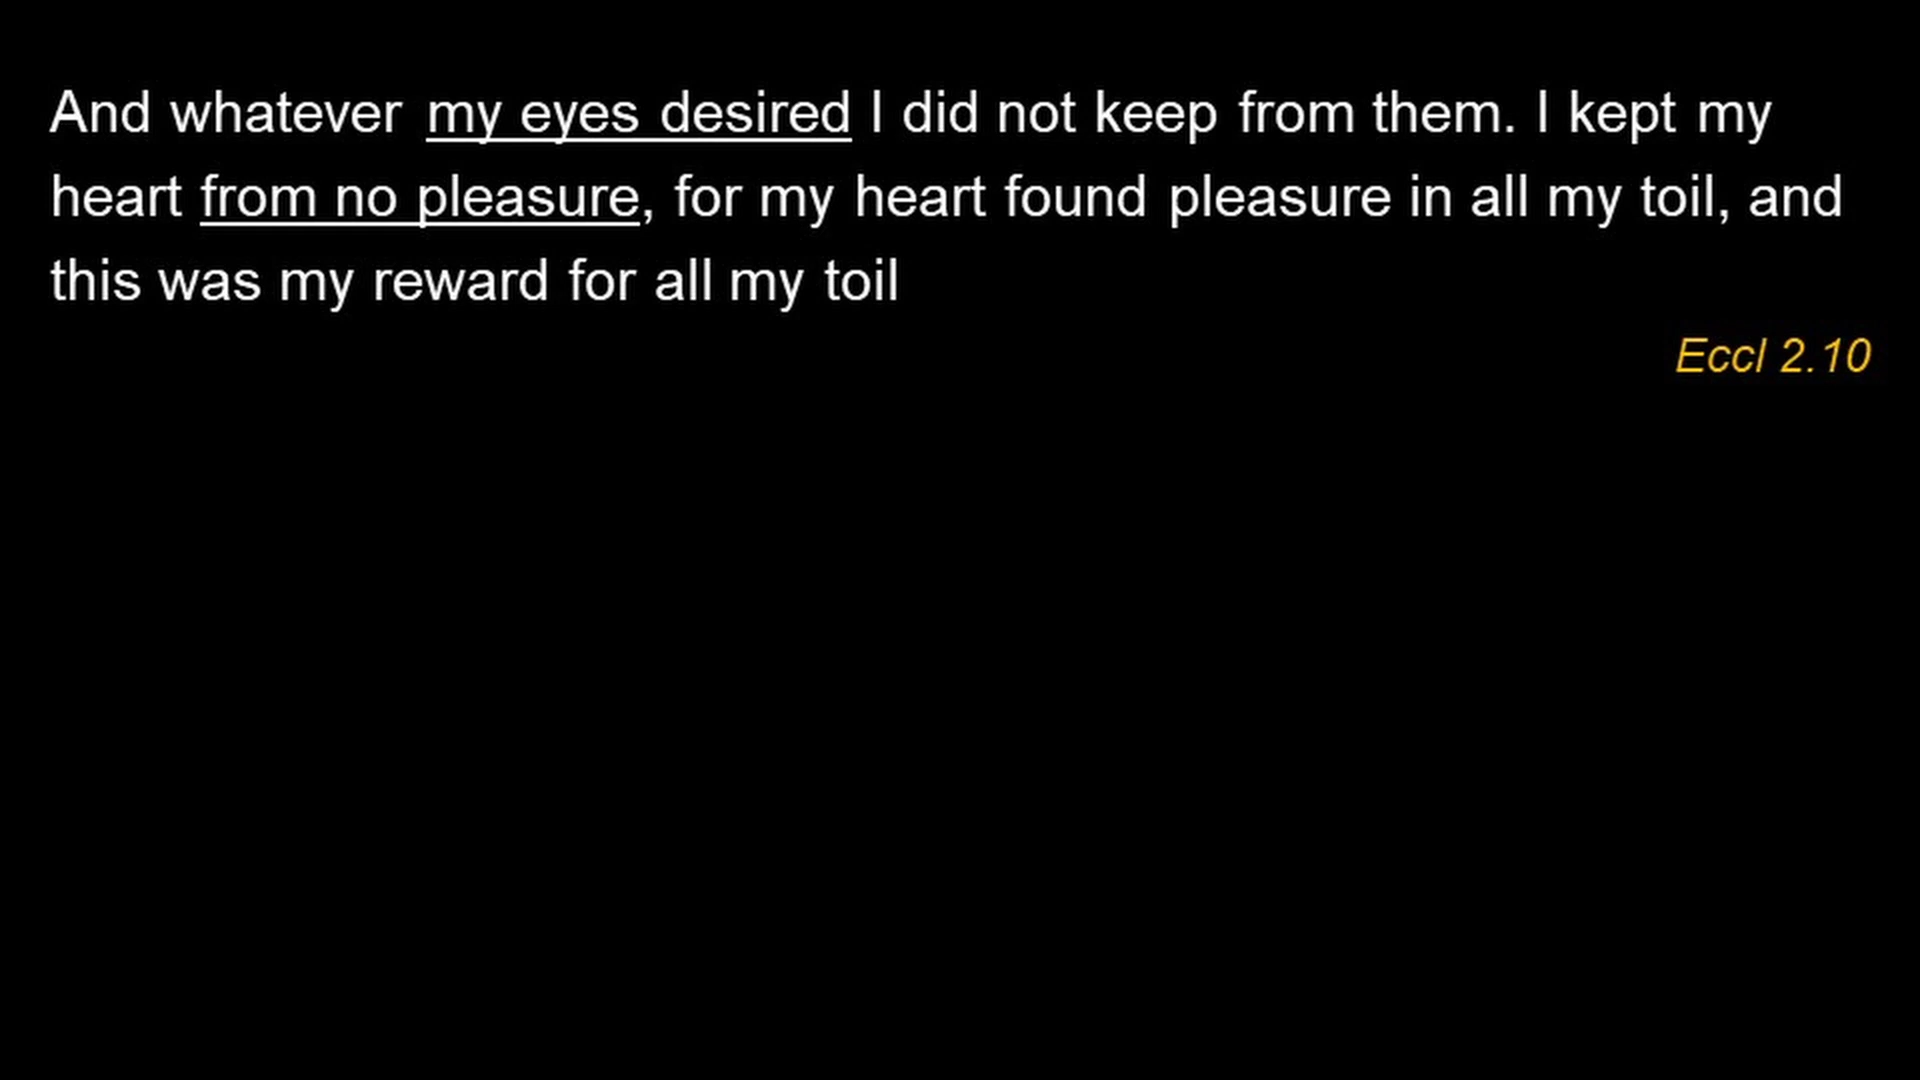 And whatever my eyes desired I did not keep from them. I kept my
heart from no pleasure, for my heart found pleasure in all my toil, and
this was my reward for all my toil
Eccl 2.10